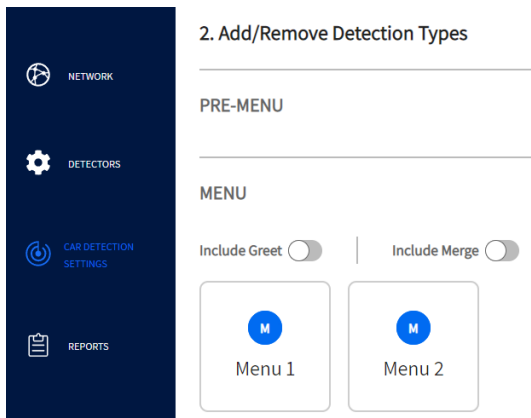 2. Add/Remove Detection Types
NETWORK
PRE-MENU
DETECTORS
MENU
CAR DETECTION
SETTINGS
Include Greet
Include Merge
M
M
Menu 1
Menu 2
REPORTS